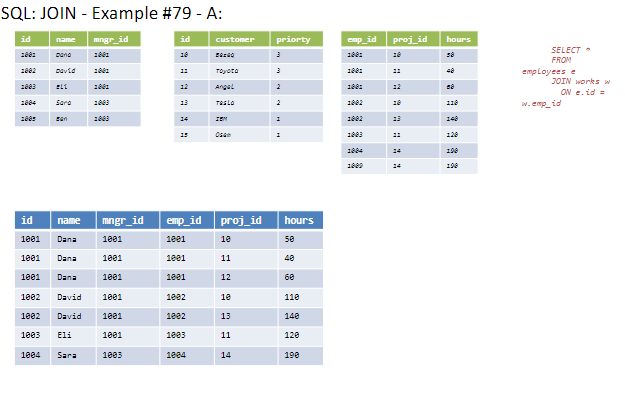 SQL: JOIN - Example #79 - A:
id name mngr_id
1001 Dana 1001
1002 David 1001
1003 Eli 1001
1004 Sara 1003
1005 Ben 1003
id customer priorty
10 Bezeq 3
11 Toyota 3
12 Angel 2
13 Tesla 2
14 IBM 1
15 Osem 1
emp_id proj_id hours
1001 10 50
1001 11 40
1001 12 60
1002 10 110
1002 13 140
1003 11 120
1004 14 190
1009 14 190
SELECT *
FROM
employees e
JOIN works w
ON e.id =
w.emp_id
id name mngr_id emp_id proj_id hours
1001 Dana 1001 1001 10 50
1001 Dana 1001 1001 11 40
1001 Dana 1001 1001 12 60
1002 David 1001 1002 10 110
1002 David 1001 1002 13 140
1003 Eli 1001 1003 11 120
1004 Sara 1003 1004 14 190